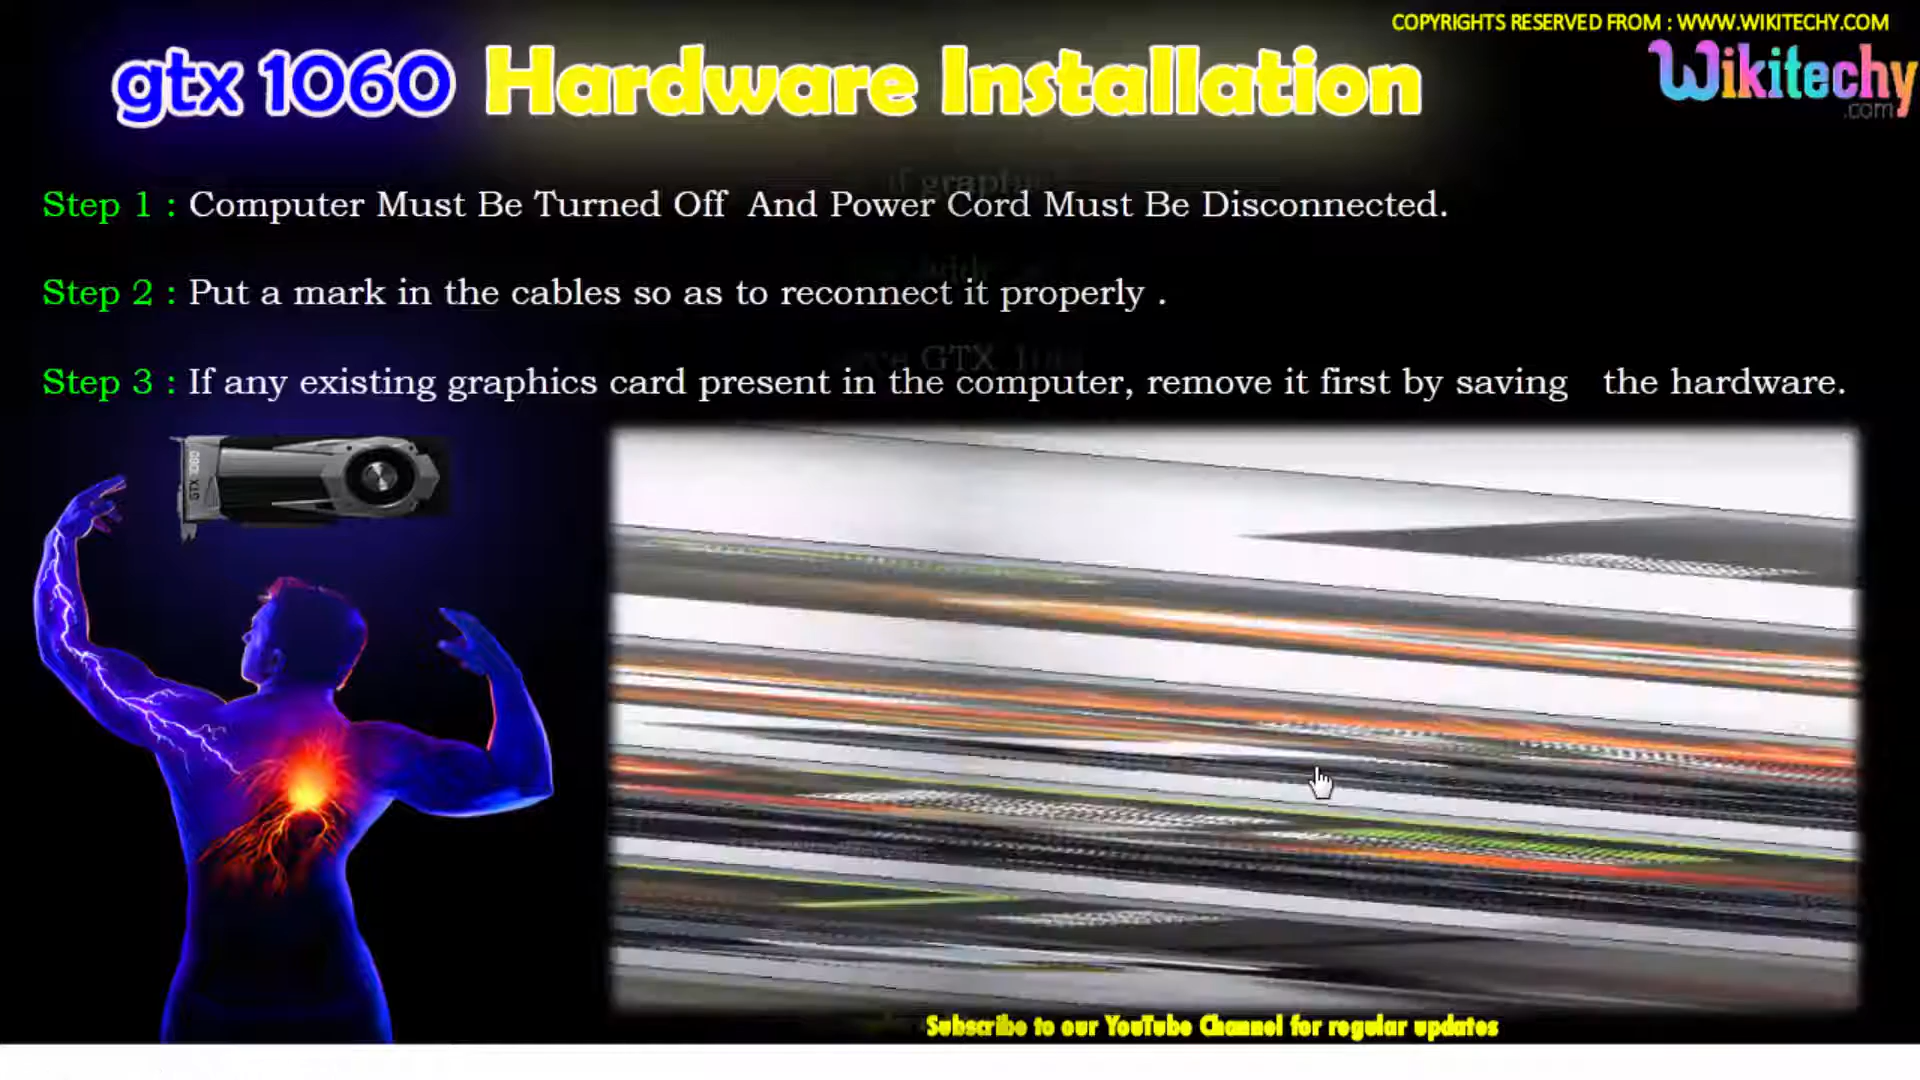 COPYRIGHTS RESERVED FROM : WWW.WIKITECHY.COM
gtx 1060 Hardware Installation
Wikitechy
.com
Step 1 : Computer Must Be Turned Off And Power Cord Must Be Disconnected.
Step 2 : Put a mark in the cables so as to reconnect it properly .
Step 3 : If any existing graphics card present in the computer, remove it first by saving the hardware.
GTX 1060
Subscribe to our YouTube Channel for regular updates